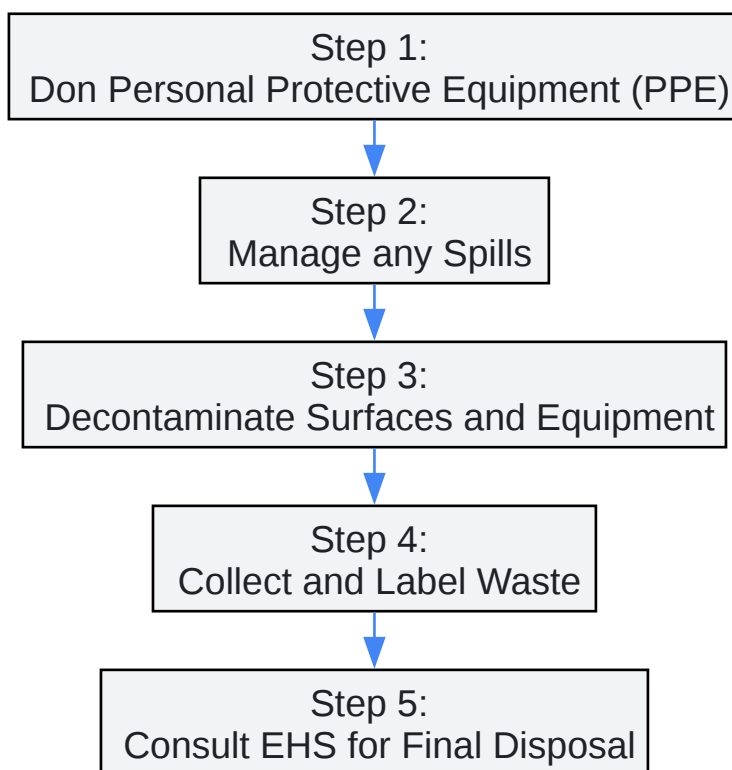 Step 1:
Don Personal Protective Equipment (PPE)
Step 2:
Manage any Spills
Step 3:
Decontaminate Surfaces and Equipment
Step 4:
Collect and Label Waste
Step 5:
Consult EHS for Final Disposal